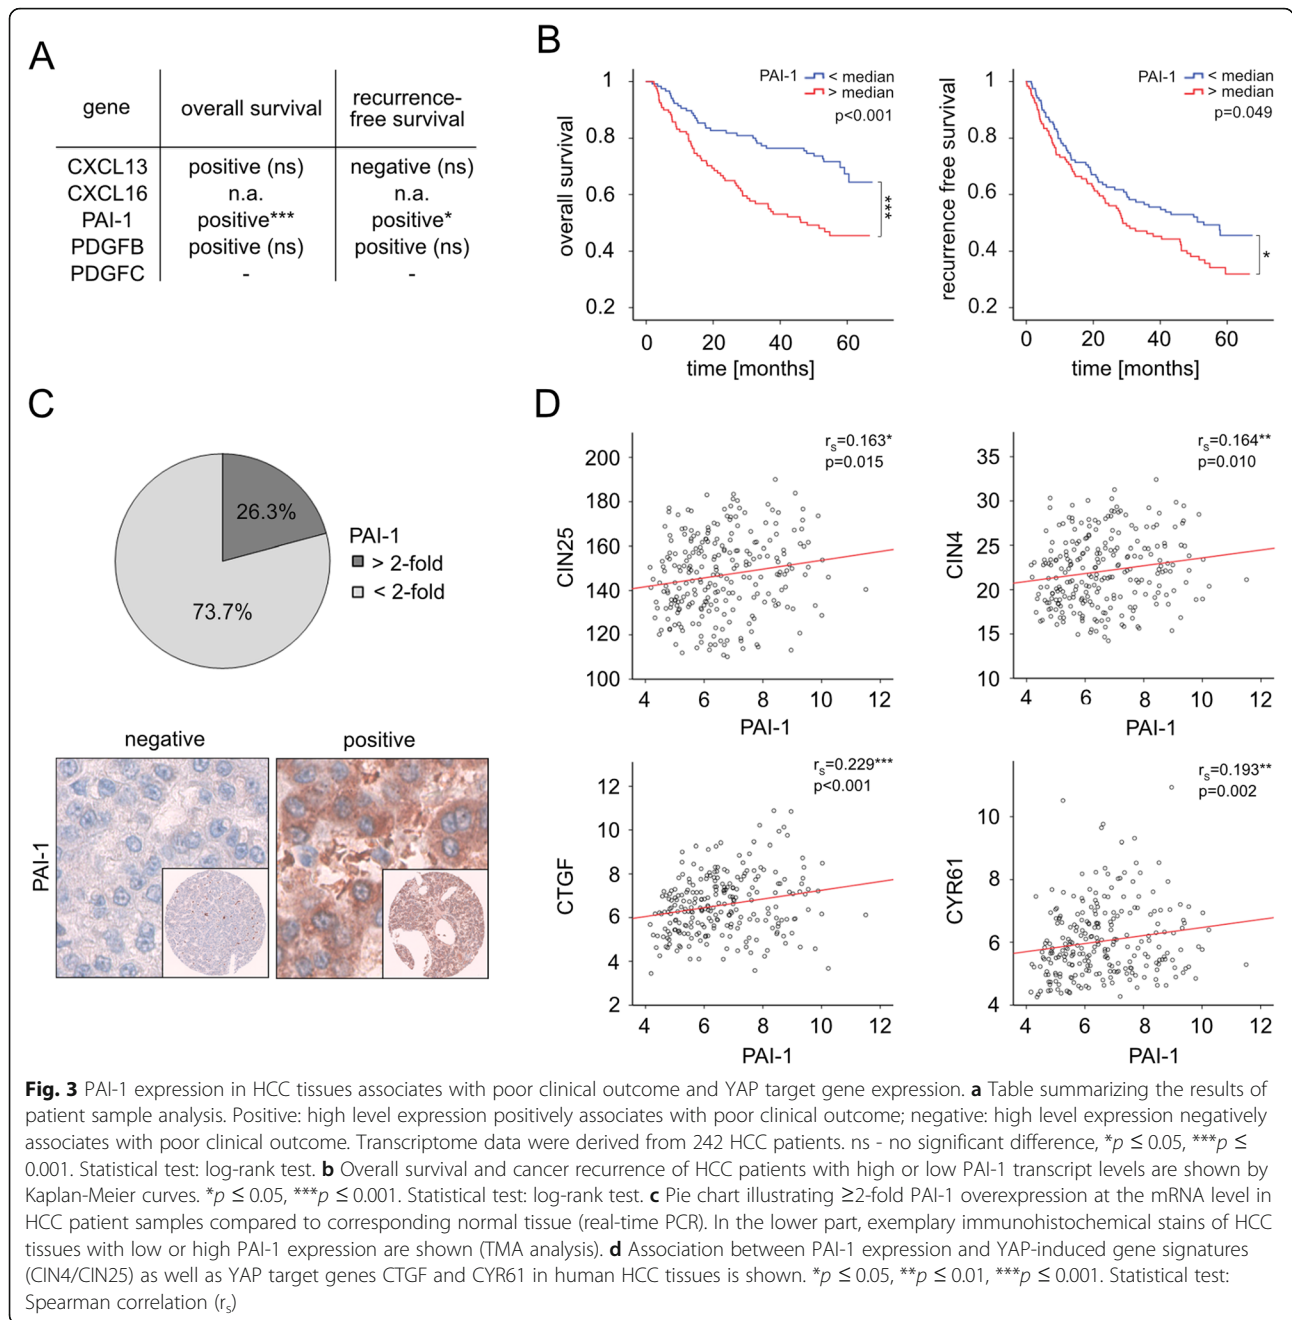 A
gene overall survival recurrence-
free survival
CXCL13 positive (ns) negative (ns)
CXCL16 n.a. n.a.
PAI-1 positive*** positive*
PDGFB positive (ns) positive (ns)
PDGFC - -
B
PAI-1 < median
> median
p<0.001
***
1
0.8
0.6
0.4
0.2
overall survival
0 20 40 60
time [months]
PAI-1 < median
> median
p=0.049
*
1
0.8
0.6
0.4
0.2
recurrence free survival
0 20 40 60
time [months]
C
26.3%
73.7%
PAI-1
> 2-fold
< 2-fold
negative positive
PAI-1
D
rs=0.163*
p=0.015
200
180
160
140
120
100
CIN25
4 6 8 10 12
PAI-1
rs=0.164**
p=0.010
35
30
25
20
15
10
CIN4
4 6 8 10 12
PAI-1
rs=0.229***
p<0.001
12
10
8
6
4
2
CTGF
4 6 8 10 12
PAI-1
rs=0.193**
p=0.002
10
8
6
4
CYR61
4 6 8 10 12
PAI-1
Fig. 3 PAI-1 expression in HCC tissues associates with poor clinical outcome and YAP target gene expression. a Table summarizing the results of
patient sample analysis. Positive: high level expression positively associates with poor clinical outcome; negative: high level expression negatively
associates with poor clinical outcome. Transcriptome data were derived from 242 HCC patients. ns - no significant difference, *p ≤ 0.05, ***p ≤
0.001. Statistical test: log-rank test. b Overall survival and cancer recurrence of HCC patients with high or low PAI-1 transcript levels are shown by
Kaplan-Meier curves. *p ≤ 0.05, ***p ≤ 0.001. Statistical test: log-rank test. c Pie chart illustrating ≥2-fold PAI-1 overexpression at the mRNA level in
HCC patient samples compared to corresponding normal tissue (real-time PCR). In the lower part, exemplary immunohistochemical stains of HCC
tissues with low or high PAI-1 expression are shown (TMA analysis). d Association between PAI-1 expression and YAP-induced gene signatures
(CIN4/CIN25) as well as YAP target genes CTGF and CYR61 in human HCC tissues is shown. *p ≤ 0.05, **p ≤ 0.01, ***p ≤ 0.001. Statistical test:
Spearman correlation (rs)